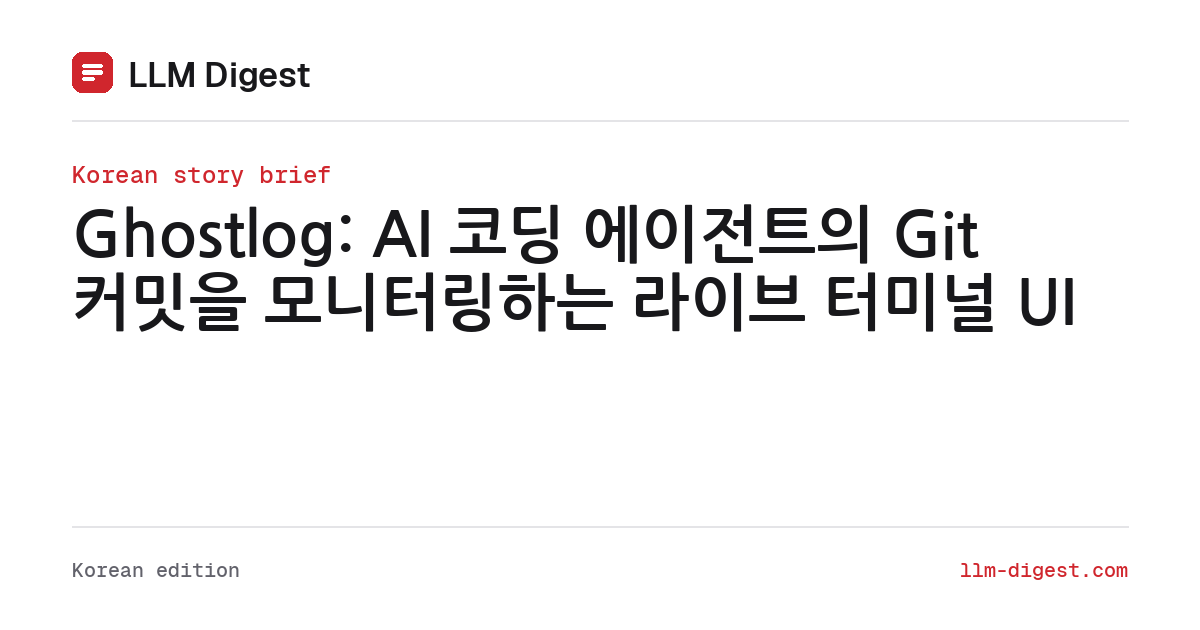 LLM Digest
Korean story brief
Ghostlog: AI 코딩 에이전트의 Git
커밋을 모니터링하는 라이브 터미널 UI
Korean edition
llm-digest.com